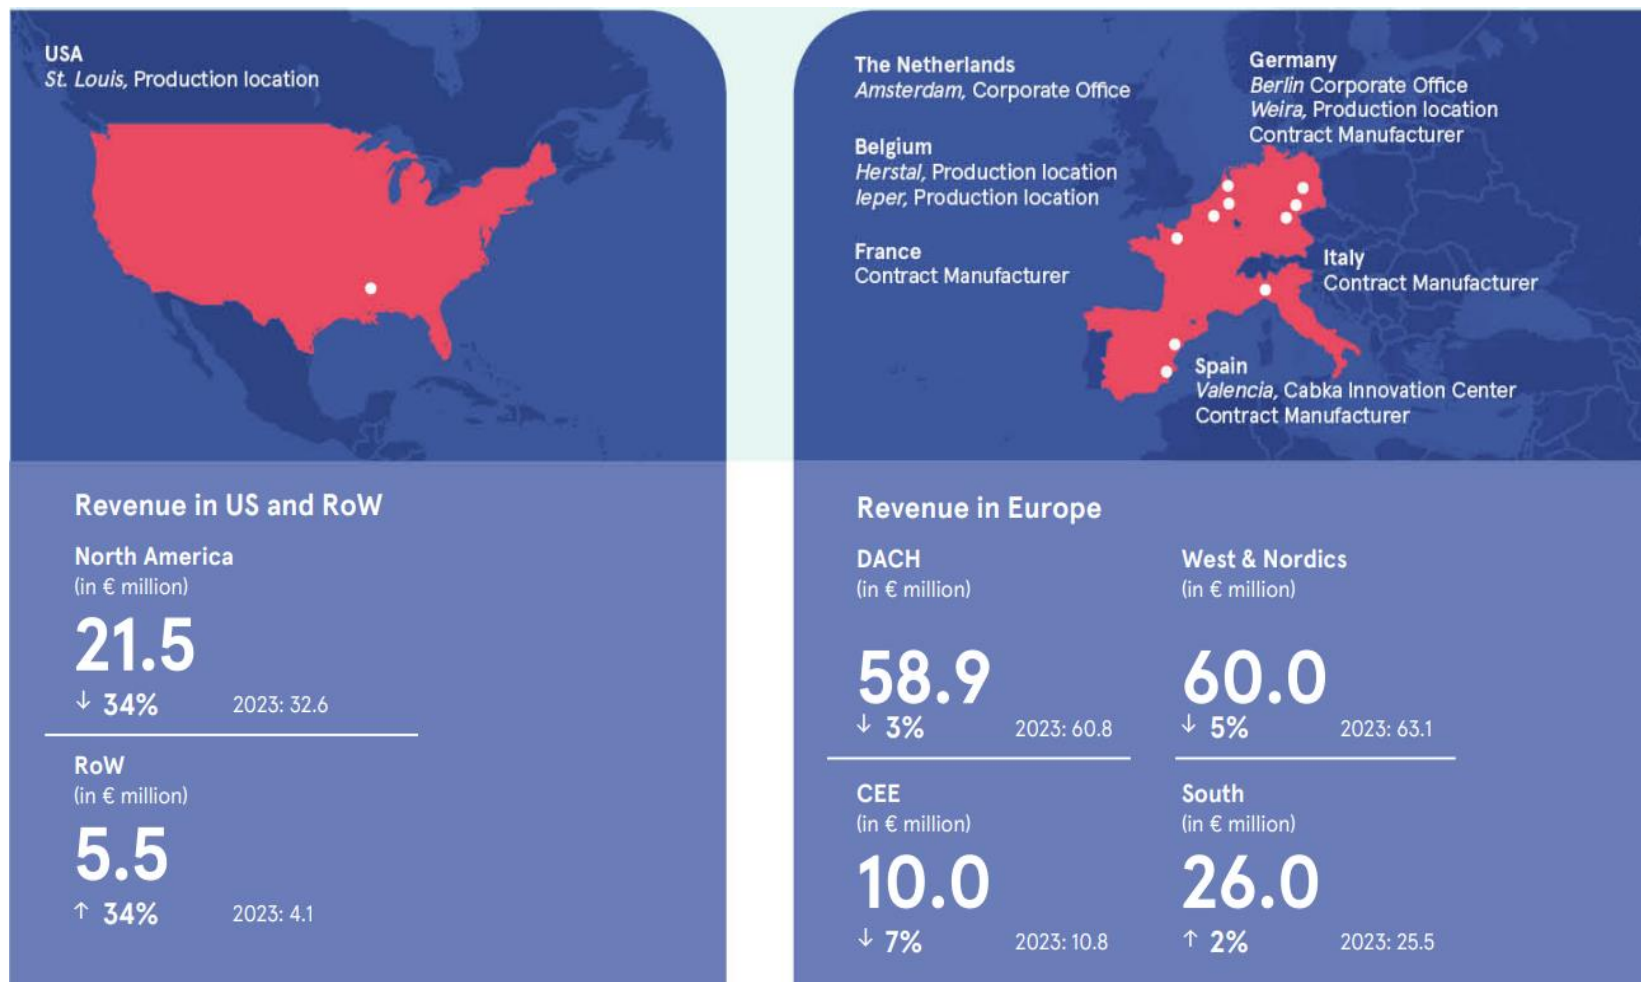 USA
St. Louis, Production location
The Netherlands
Amsterdam, Corporate Office
Belgium
Herstal, Production location
Ieper, Production location
France
Contract Manufacturer
Germany
Berlin Corporate Office
Weira, Production location
Contract Manufacturer
Italy
Contract Manufacturer
Spain
Valencia, Cabka Innovation Center
Contract Manufacturer
Revenue in US and RoW
North America
(in € million)
21.5
↓ 34% 2023: 32.6
RoW
(in € million)
5.5
↑ 34% 2023: 4.1
Revenue in Europe
DACH
(in € million)
58.9
↓ 3% 2023: 60.8
West & Nordics
(in € million)
60.0
↓ 5% 2023: 63.1
CEE
(in € million)
10.0
↓ 7% 2023: 10.8
South
(in € million)
26.0
↑ 2% 2023: 25.5